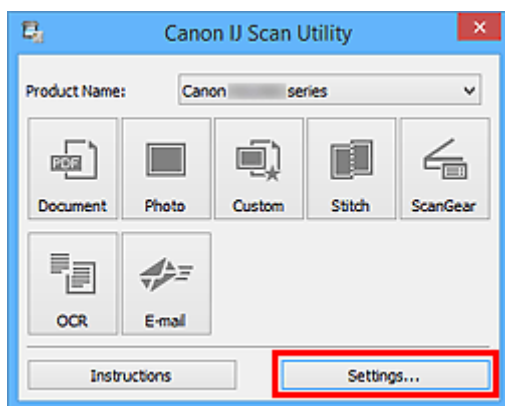 Canon IJ Scan Utility
Product Name: Canon series
PDF
Document Photo Custom Stitch ScanGear
OCR E-mail
Instructions Settings...